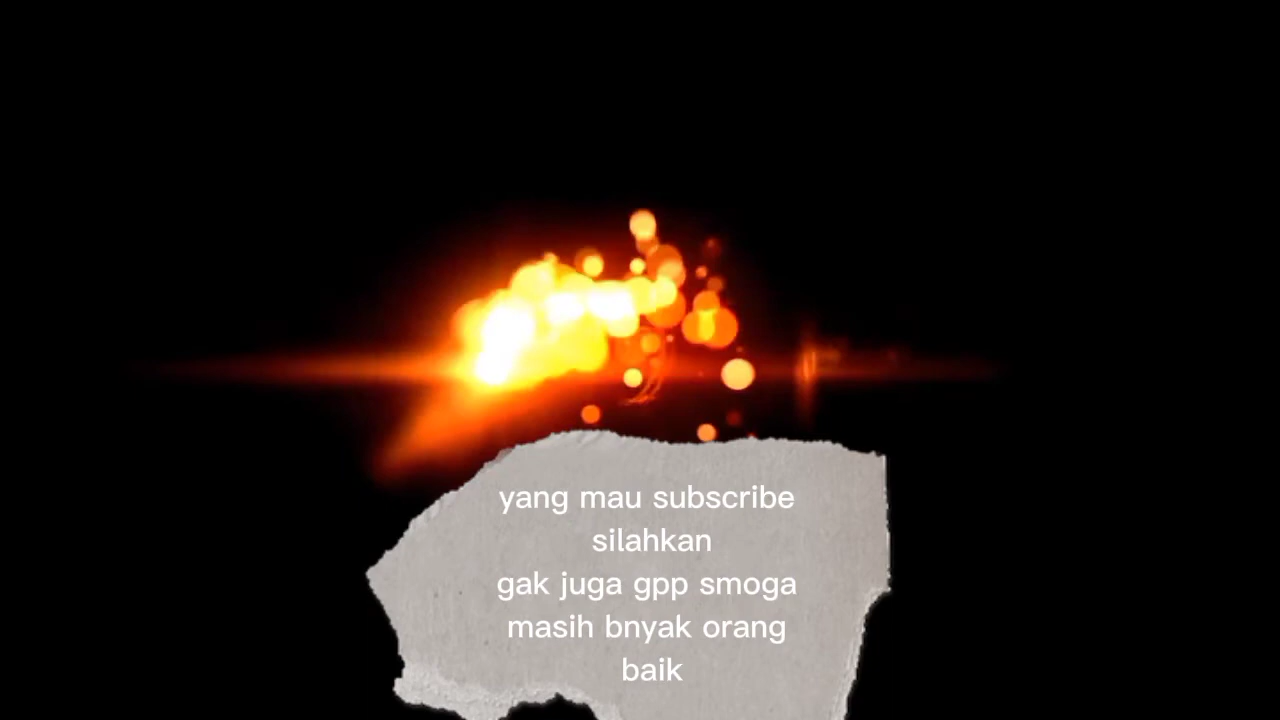 yang mau subscribe
silahkan
gak juga gpp smoga
masih bnyak orang
baik